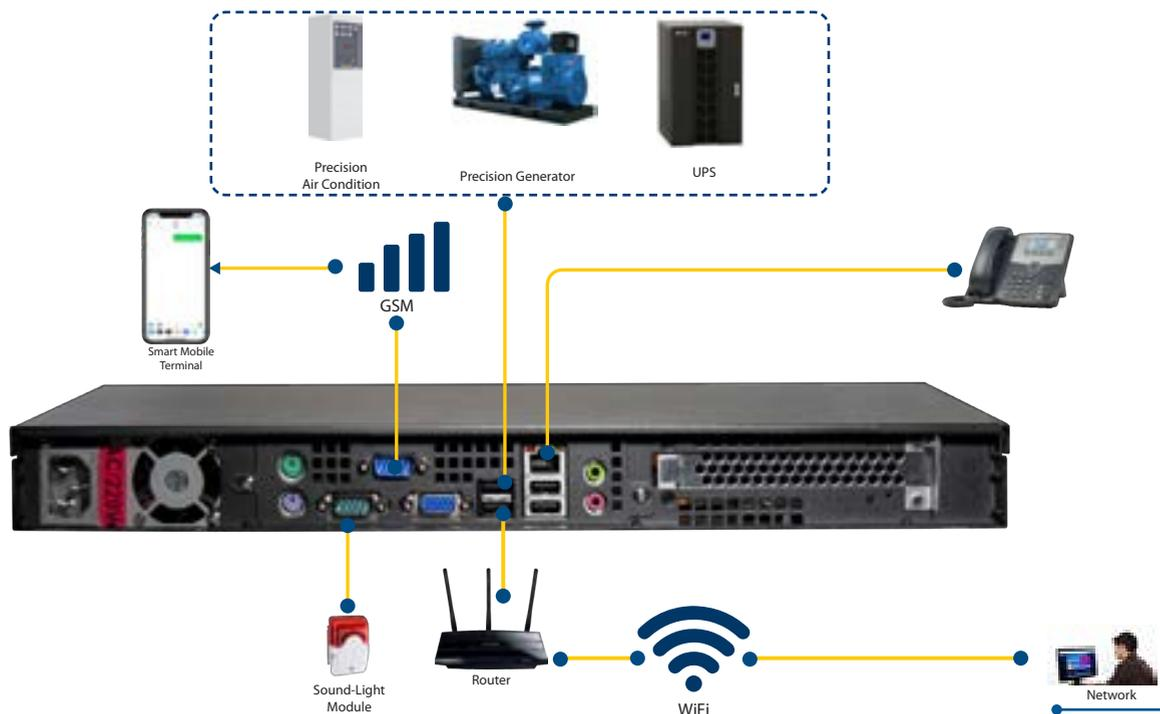 Precision
Air Condition
Precision Generator
UPS
GSM
Smart Mobile
Terminal
Sound-Light
Module
Router
WiFi
Network